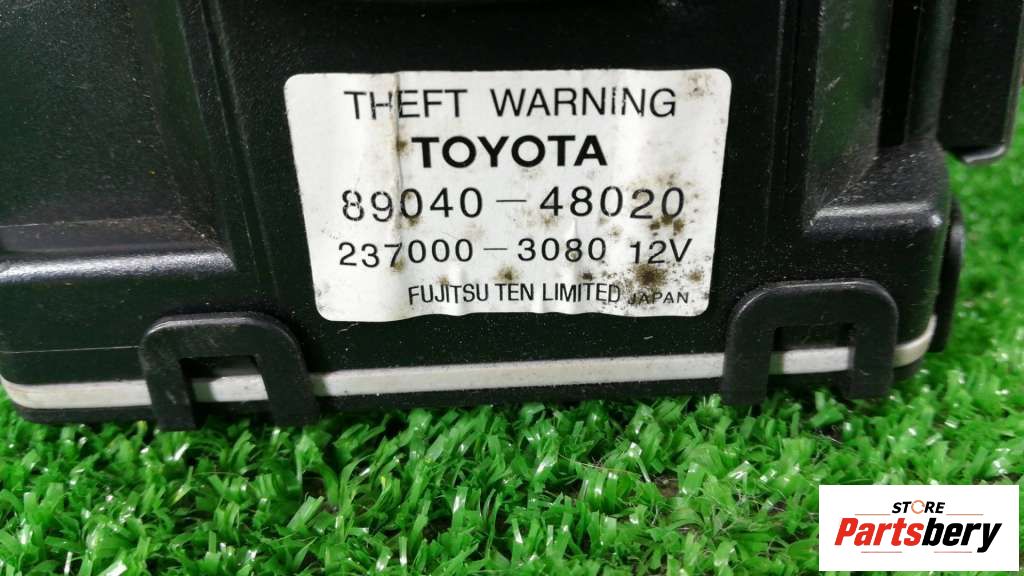 THEFT WARNING
TOYOTA
89040-48020
237000-3080 12V
FUJITSU TEN LIMITED JAPAN
STORE
Partsbery